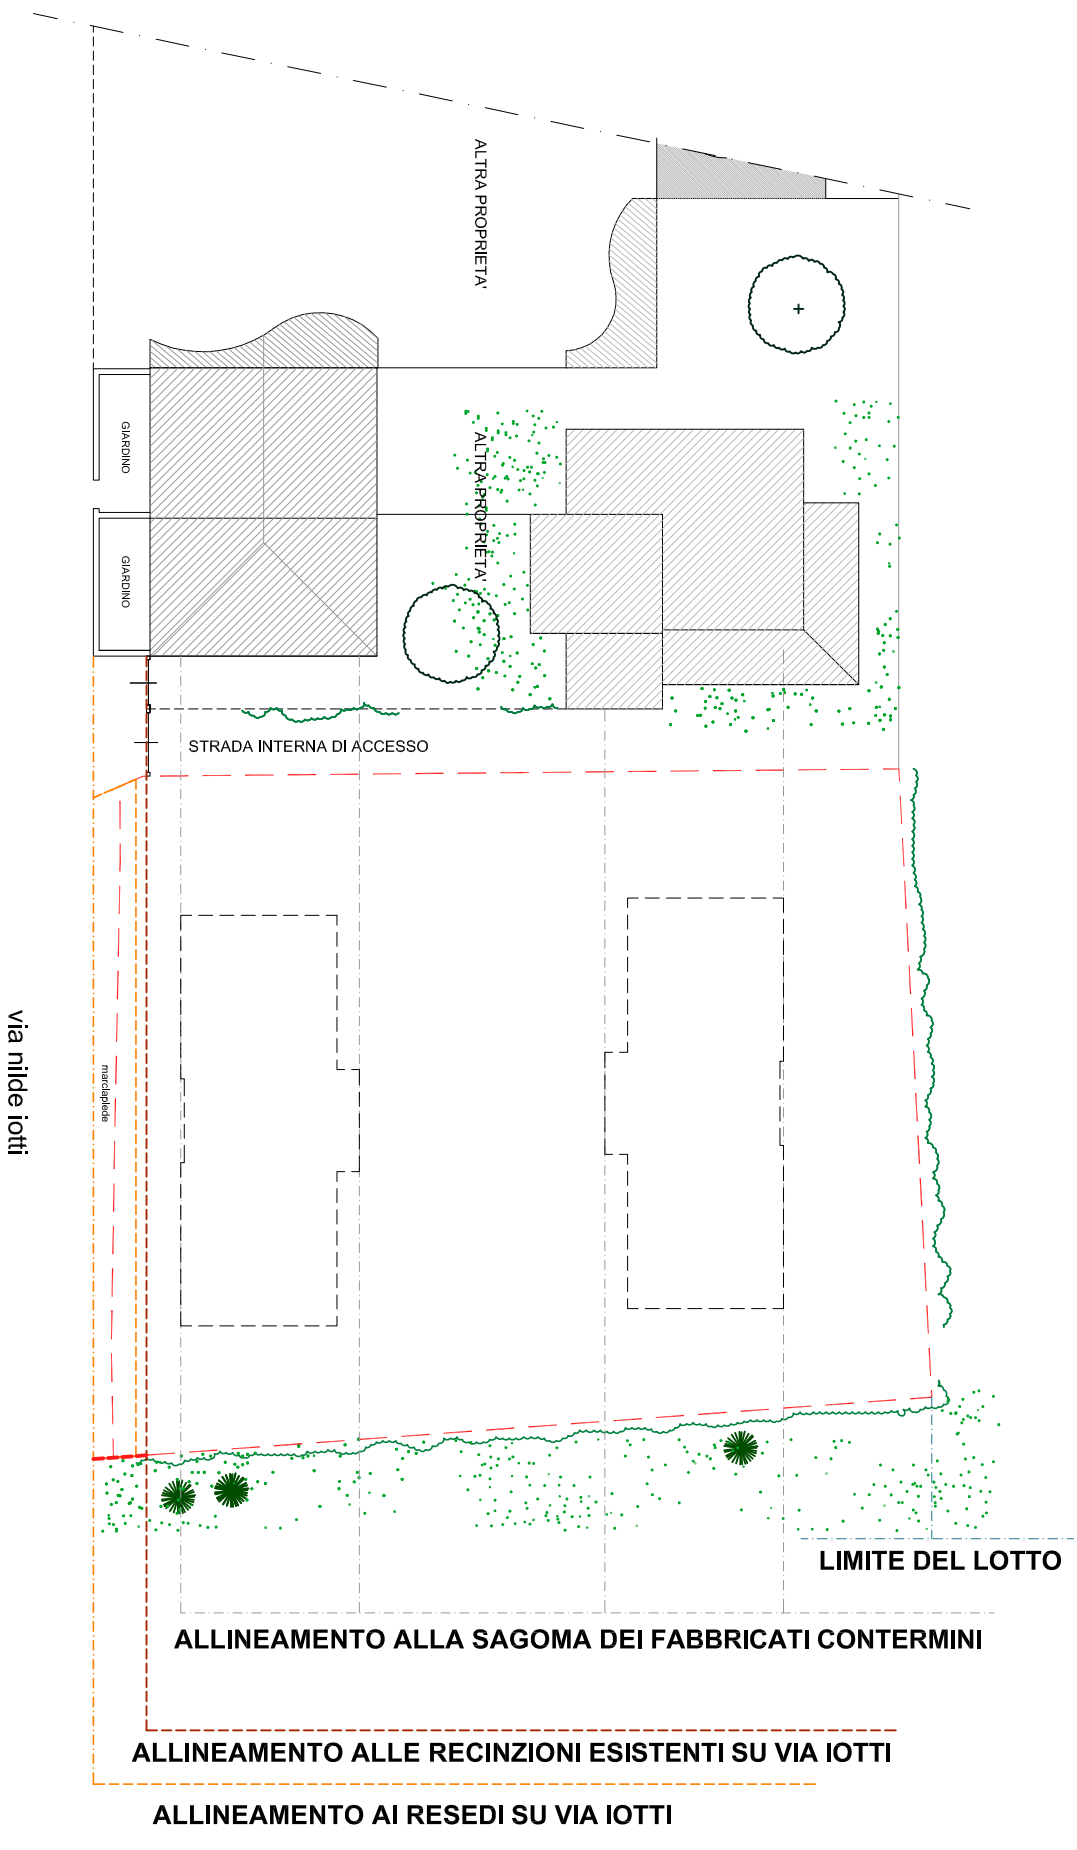 ALTRA PROPRIETA'
GIARDINO
ALTRA PROPRIETA'
GIARDINO
STRADA INTERNA DI ACCESSO
via nilde iotti
marciapiede
LIMITE DEL LOTTO
ALLINEAMENTO ALLA SAGOMA DEI FABBRICATI CONTERMINI
ALLINEAMENTO ALLE RECINZIONI ESISTENTI SU VIA IOTTI
ALLINEAMENTO AI RESEDI SU VIA IOTTI